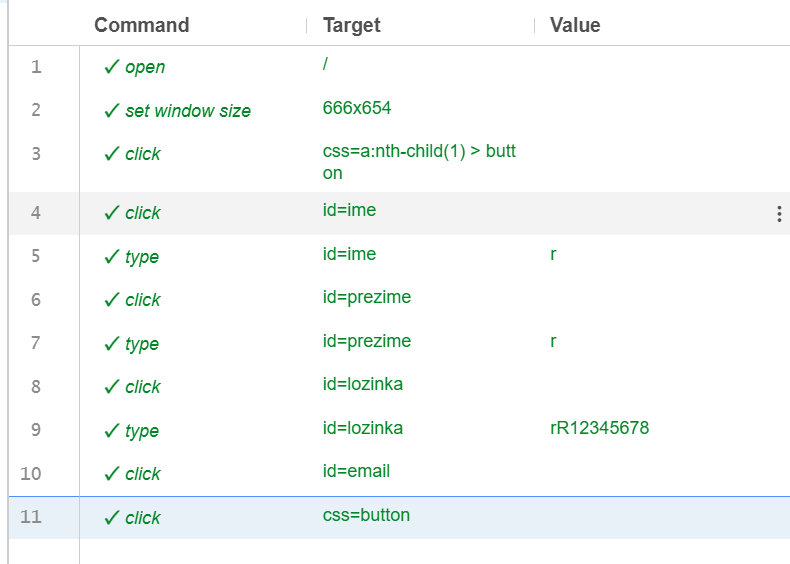 Command Target Value
1 ✓ open /
2 ✓ set window size 666x654
3 ✓ click css=a:nth-child(1) > butt
on
4 ✓ click id=ime
5 ✓ type id=ime r
6 ✓ click id=prezime
7 ✓ type id=prezime r
8 ✓ click id=lozinka
9 ✓ type id=lozinka rR12345678
10 ✓ click id=email
11 ✓ click css=button